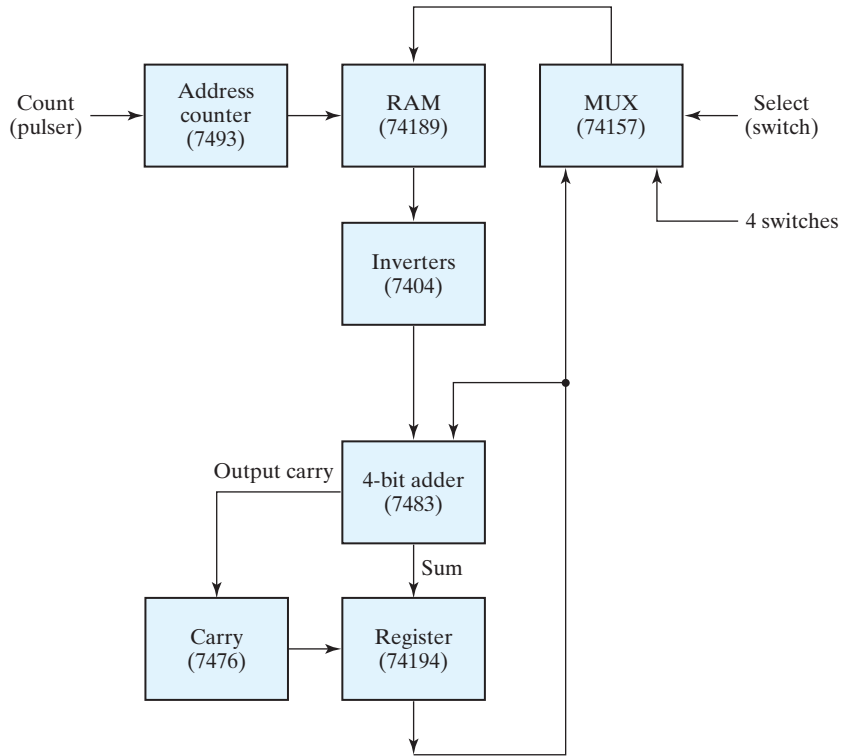 Count
(pulser)
Address
counter
(7493)
RAM
(74189)
MUX
(74157)
Select
(switch)
4 switches
Inverters
(7404)
Output carry
4-bit adder
(7483)
Sum
Carry
(7476)
Register
(74194)